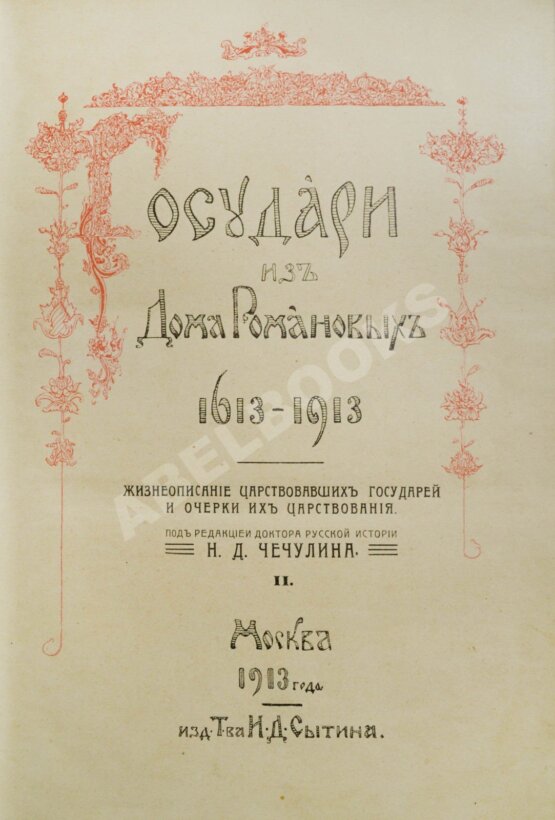 Государи
изъ
Дома Романовыхъ
1613-1913
ЖИЗНЕОПИСАНІЕ ЦАРСТВОВАВШИХЪ ГОСУДАРЕЙ
И ОЧЕРКИ ИХЪ ЦАРСТВОВАНІЯ.
ПОДЪ РЕДАКЦІЕЙ ДОКТОРА РУССКОЙ ИСТОРІИ
Н. Д. ЧЕЧУЛИНА.
II.
Москва
1913 года
изд. Т-ва И. Д. Сытина.
ABELBOOKS